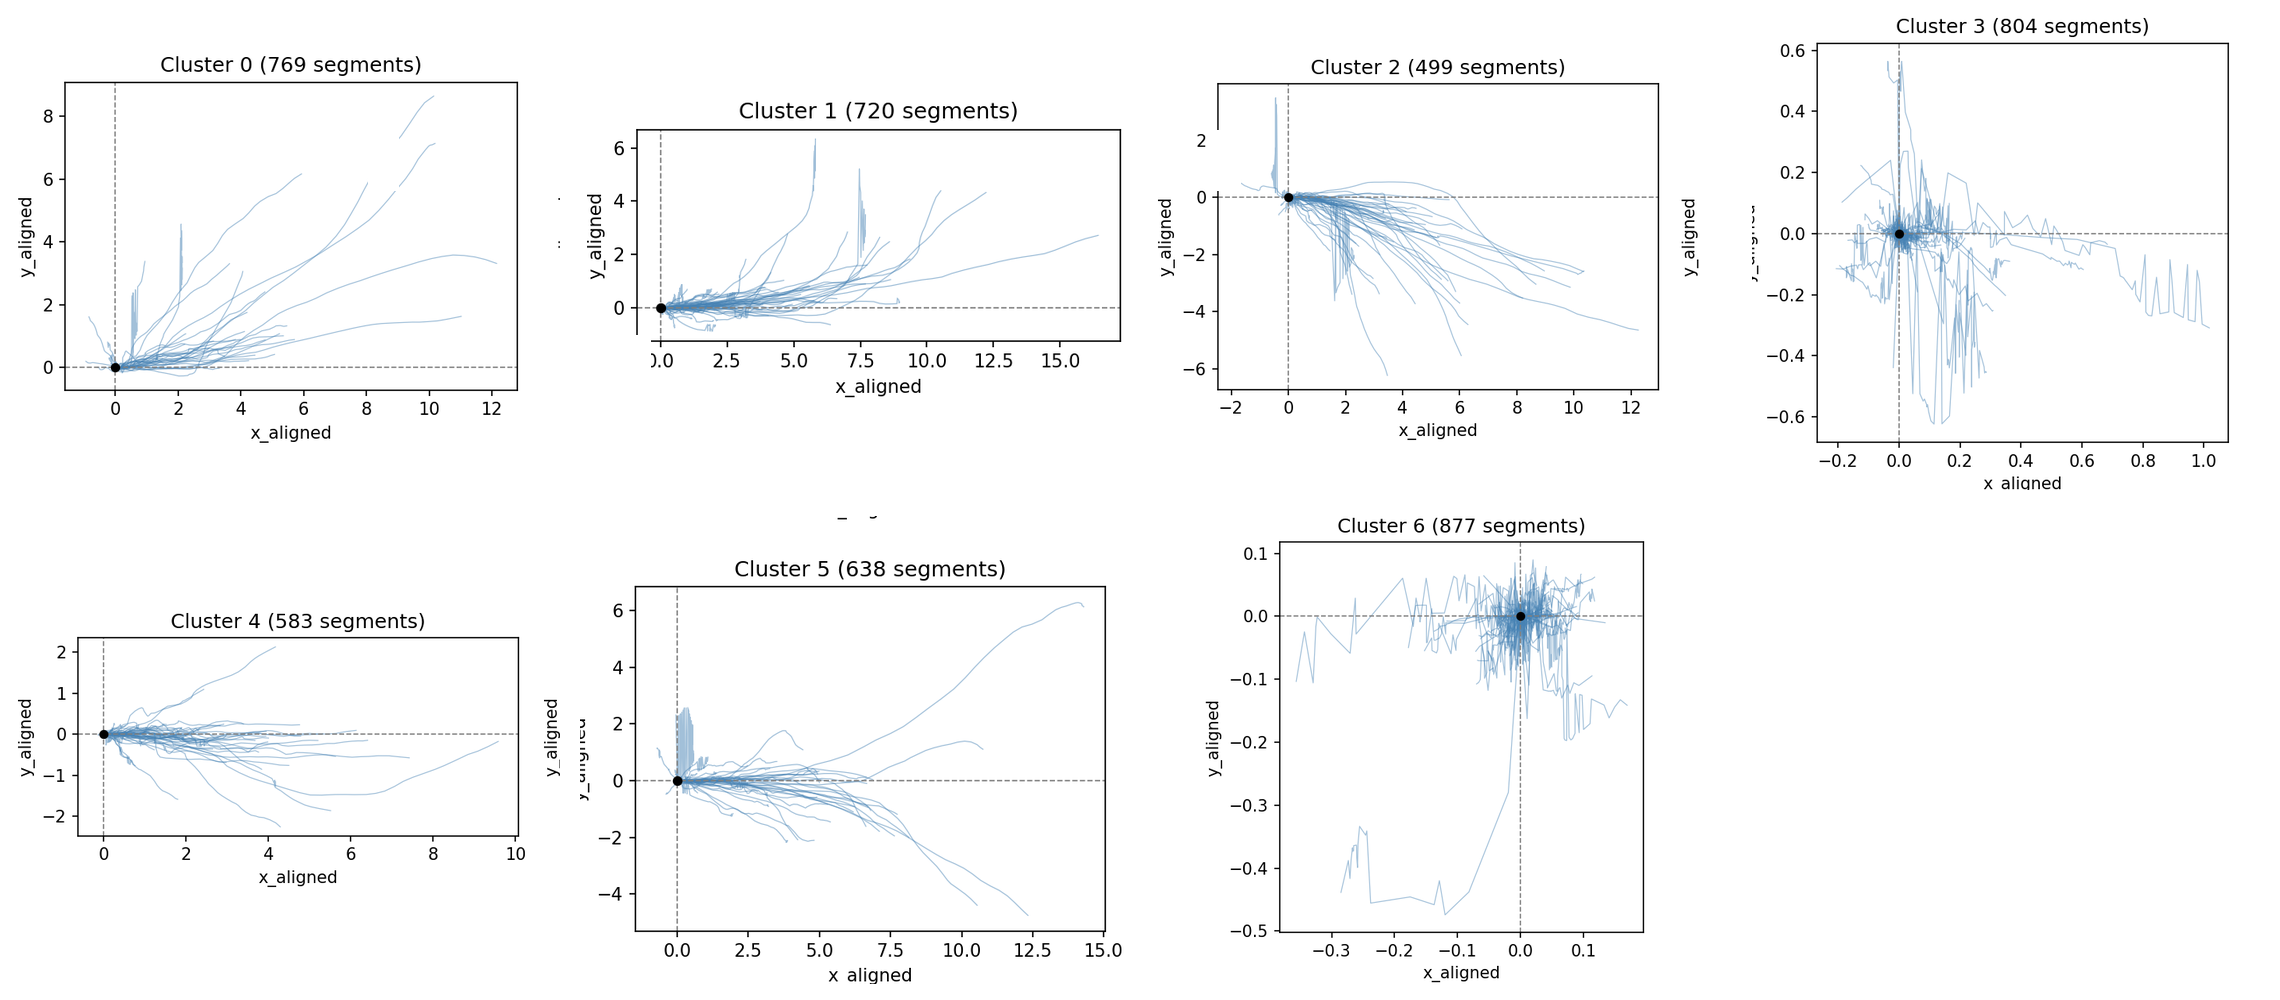 Cluster 0 (769 segments)
y_aligned
8
6
4
2
0
0 2 4 6 8 10 12
x_aligned
Cluster 1 (720 segments)
y_aligned
6
4
2
0
2.5 5.0 7.5 10.0 12.5 15.0
x_aligned
Cluster 2 (499 segments)
y_aligned
2
0
−2
−4
−6
−2 0 2 4 6 8 10 12
x_aligned
Cluster 3 (804 segments)
y_aligned
0.6
0.4
0.2
0.0
−0.2
−0.4
−0.6
−0.2 0.0 0.2 0.4 0.6 0.8 1.0
x_aligned
Cluster 4 (583 segments)
y_aligned
2
1
0
−1
−2
0 2 4 6 8 10
x_aligned
Cluster 5 (638 segments)
y_aligned
y_aligned
6
4
2
0
−2
−4
0.0 2.5 5.0 7.5 10.0 12.5 15.0
x_aligned
Cluster 6 (877 segments)
y_aligned
0.1
0.0
−0.1
−0.2
−0.3
−0.4
−0.5
−0.3 −0.2 −0.1 0.0 0.1
x_aligned